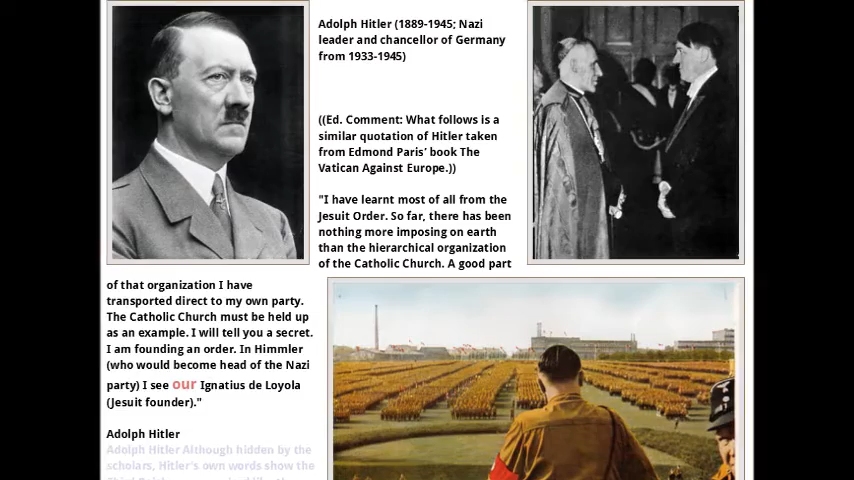 Adolph Hitler (1889-1945; Nazi
leader and chancellor of Germany
from 1933-1945)
((Ed. Comment: What follows is a
similar quotation of Hitler taken
from Edmond Paris’ book The
Vatican Against Europe.))
"I have learnt most of all from the
Jesuit Order. So far, there has been
nothing more imposing on earth
than the hierarchical organization
of the Catholic Church. A good part
of that organization I have
transported direct to my own party.
The Catholic Church must be held up
as an example. I will tell you a secret.
I am founding an order. In Himmler
(who would become head of the Nazi
party) I see our Ignatius de Loyola
(Jesuit founder)."
Adolph Hitler
Adolph Hitler Although hidden by the
scholars, Hitler's own words show the